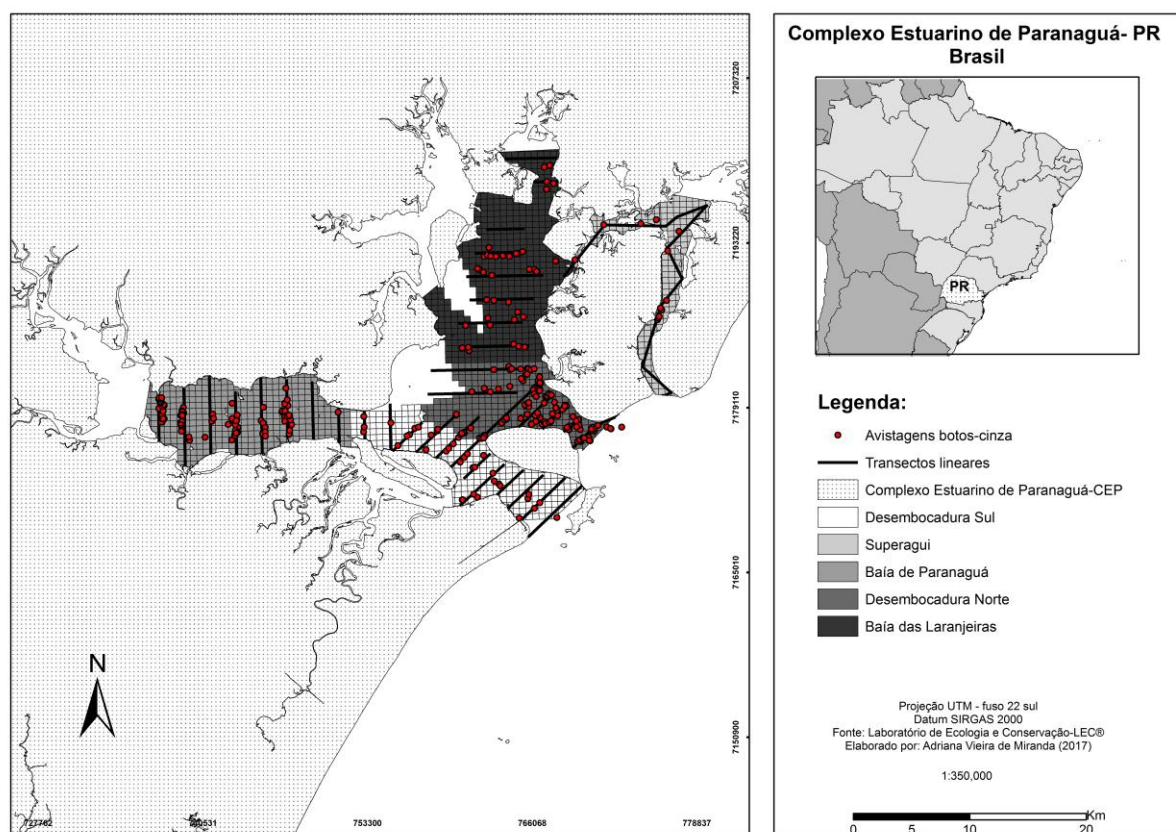 Complexo Estuarino de Paranaguá- PR
Brasil
PR
Legenda:
Avistagens botos-cinza
Transectos lineares
Complexo Estuarino de Paranaguá-CEP
Desembocadura Sul
Superagui
Baía de Paranaguá
Desembocadura Norte
Baía das Laranjeiras
Projeção UTM - fuso 22 sul
Datum SIRGAS 2000
Fonte: Laboratório de Ecologia e Conservação-LEC®
Elaborado por: Adriana Vieira de Miranda (2017)
1:350,000
Km
0 5 10 20
N
7207320
7193220
7179110
7165010
7150900
753300
766068
778837